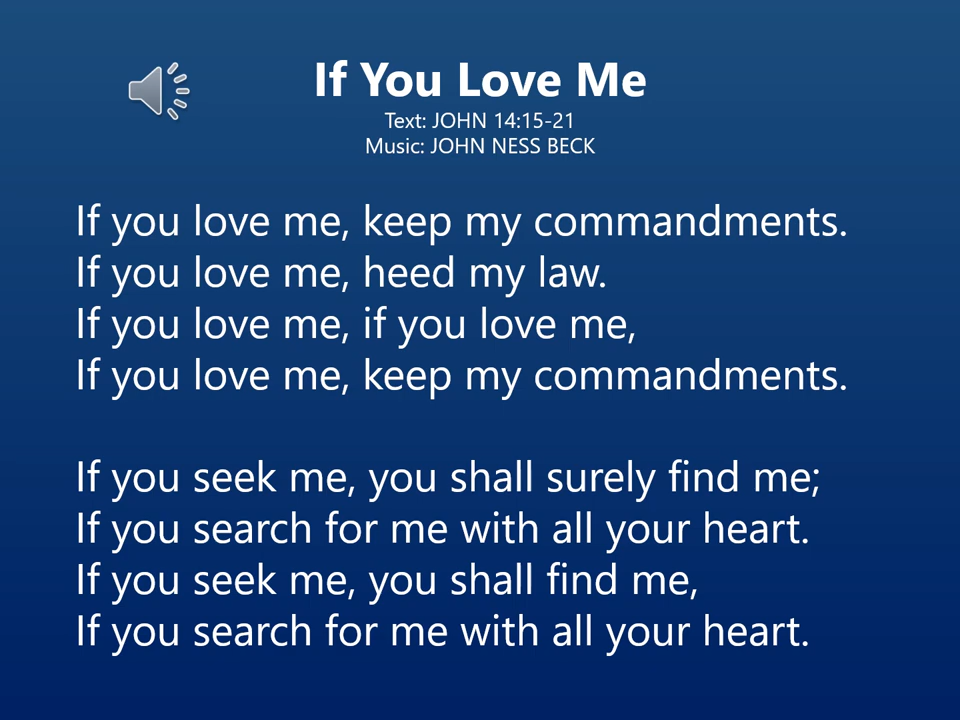 If You Love Me
Text: JOHN 14:15-21
Music: JOHN NESS BECK
If you love me, keep my commandments.
If you love me, heed my law.
If you love me, if you love me,
If you love me, keep my commandments.
If you seek me, you shall surely find me;
If you search for me with all your heart.
If you seek me, you shall find me,
If you search for me with all your heart.